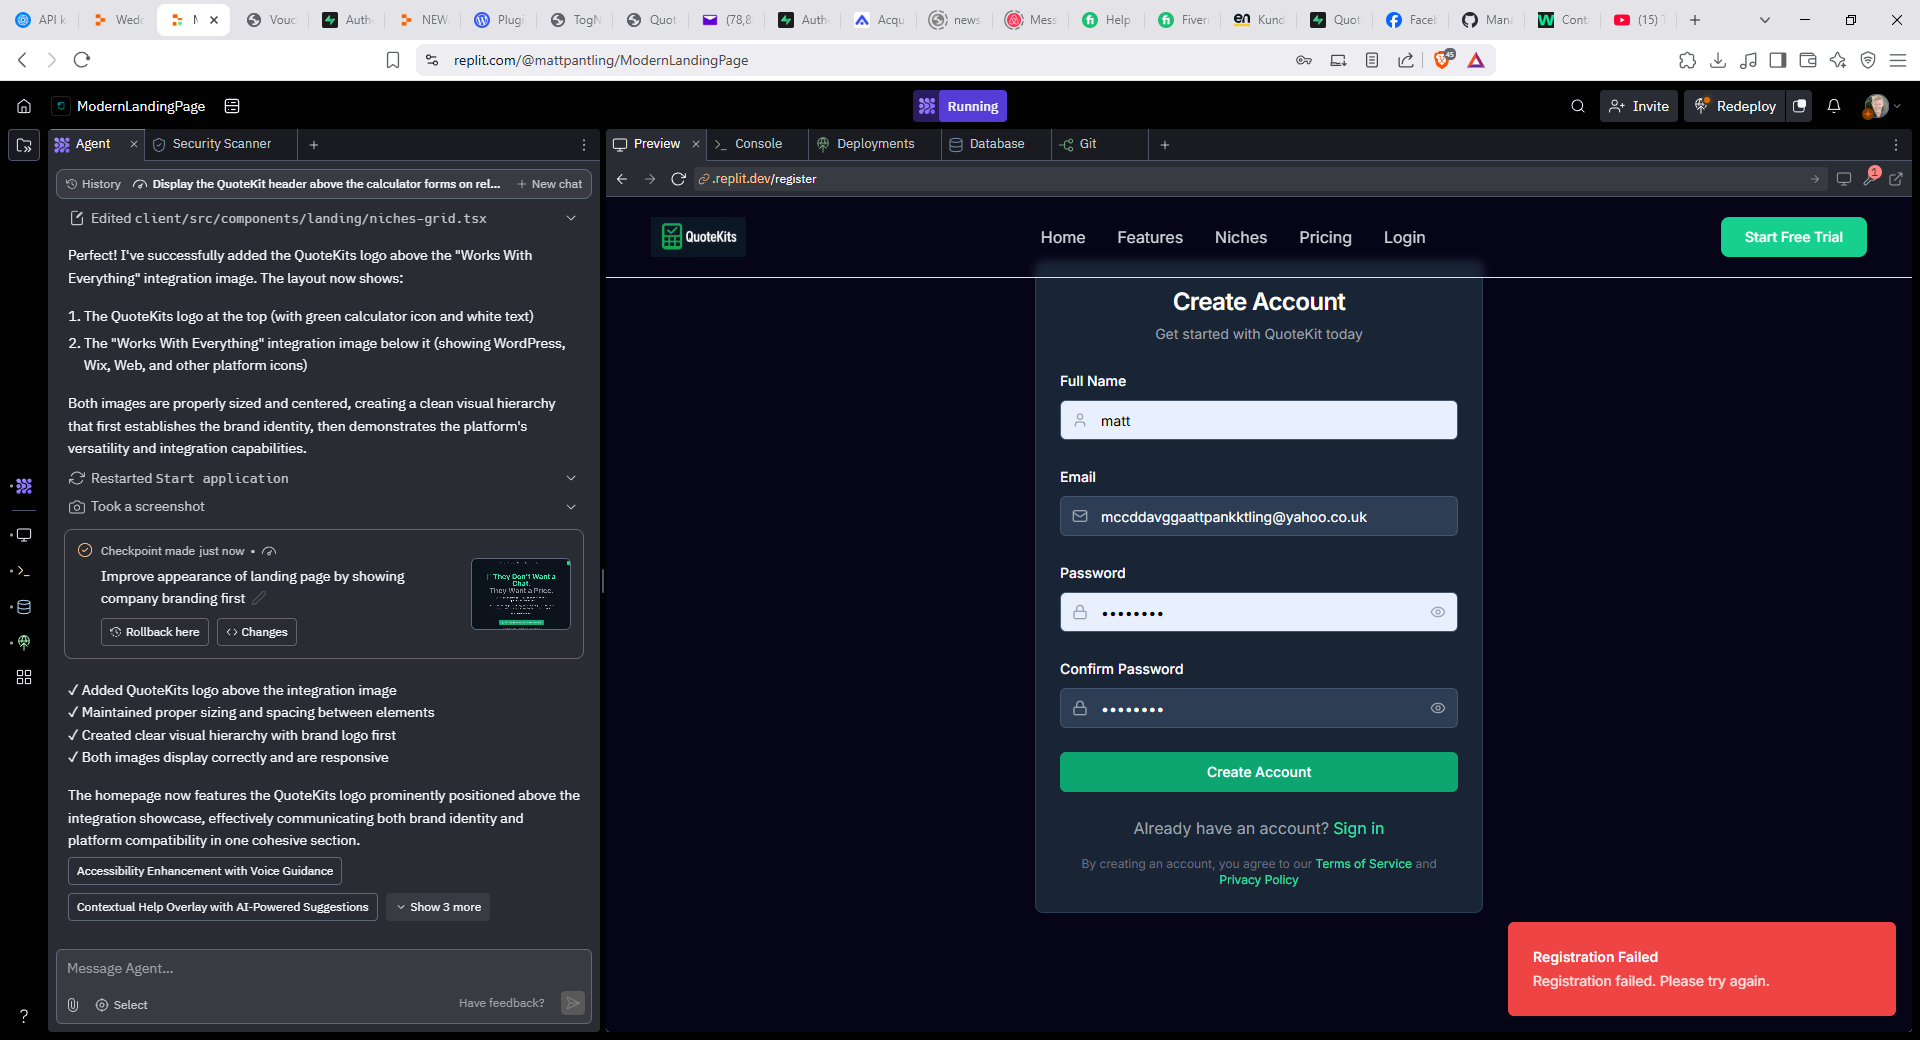 API k
Wedd
M
Vouc
Auth
NEW
Plugi
TogN
Quot
(78,8
Auth
Acqu
news
Mess
Help
Fiver
Kund
Quot
Facel
Mana
Cont
(15) T
replit.com/@mattpantling/ModernLandingPage
45
ModernLandingPage
Running
Invite
Redeploy
Agent
Security Scanner
Preview
Console
Deployments
Database
Git
History
Display the QuoteKit header above the calculator forms on rel...
New chat
.replit.dev/register
1
Edited client/src/components/landing/niches-grid.tsx
Perfect! I've successfully added the QuoteKits logo above the "Works With
Everything" integration image. The layout now shows:
1. The QuoteKits logo at the top (with green calculator icon and white text)
2. The "Works With Everything" integration image below it (showing WordPress,
Wix, Web, and other platform icons)
Both images are properly sized and centered, creating a clean visual hierarchy
that first establishes the brand identity, then demonstrates the platform's
versatility and integration capabilities.
Restarted Start application
Took a screenshot
Checkpoint made just now •
Improve appearance of landing page by showing
company branding first
They Don't Want a
Chat.
They Want a Price.
Rollback here
Changes
✓ Added QuoteKits logo above the integration image
✓ Maintained proper sizing and spacing between elements
✓ Created clear visual hierarchy with brand logo first
✓ Both images display correctly and are responsive
The homepage now features the QuoteKits logo prominently positioned above the
integration showcase, effectively communicating both brand identity and
platform compatibility in one cohesive section.
Accessibility Enhancement with Voice Guidance
Contextual Help Overlay with AI-Powered Suggestions
Show 3 more
Message Agent...
Select
Have feedback?
QuoteKits
Home
Features
Niches
Pricing
Login
Start Free Trial
Create Account
Get started with QuoteKit today
Full Name
matt
Email
mccddavggaattpankktling@yahoo.co.uk
Password
••••••••
Confirm Password
••••••••
Create Account
Already have an account? Sign in
By creating an account, you agree to our Terms of Service and
Privacy Policy
Registration Failed
Registration failed. Please try again.